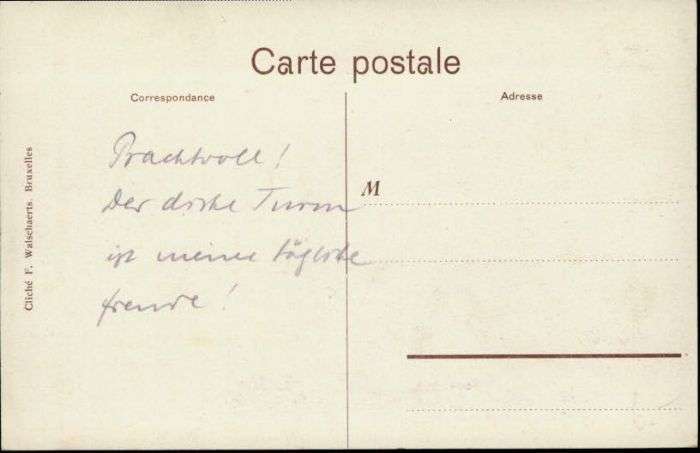 Carte postale
Correspondance
Adresse
Prachtvoll!
Der dicke Turm
ist meine tägliche
Freude!
M
Cliché F. Walschaerts. Bruxelles